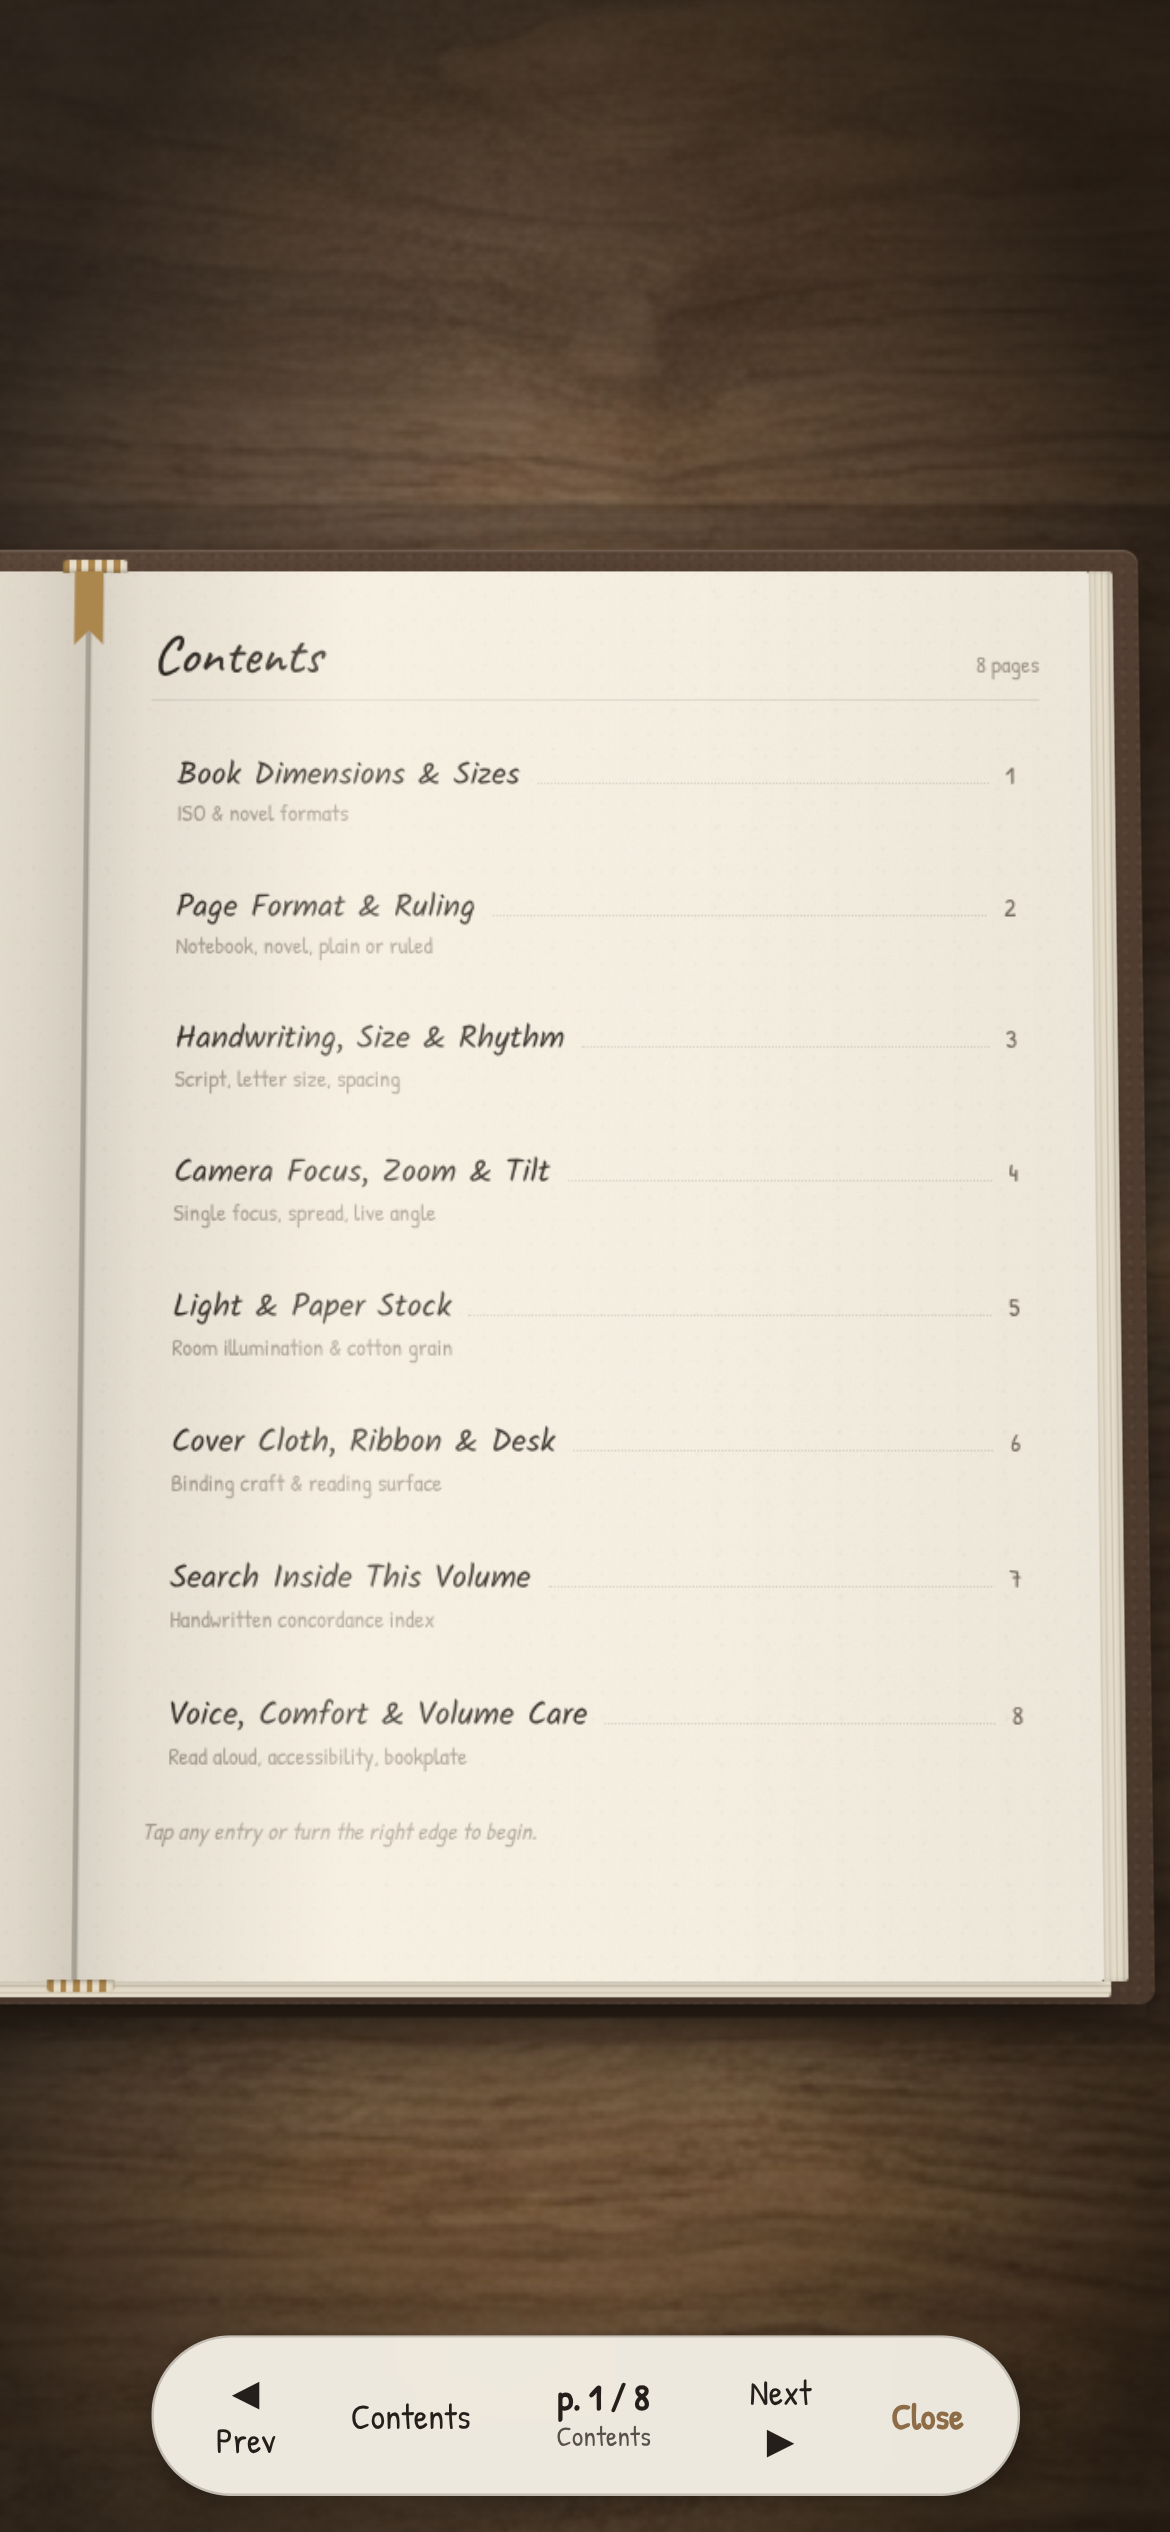 Contents
8 pages
Book Dimensions & Sizes 1
ISO & novel formats
Page Format & Ruling 2
Notebook, novel, plain or ruled
Handwriting, Size & Rhythm 3
Script, letter size, spacing
Camera Focus, Zoom & Tilt 4
Single focus, spread, live angle
Light & Paper Stock 5
Room illumination & cotton grain
Cover Cloth, Ribbon & Desk 6
Binding craft & reading surface
Search Inside This Volume 7
Handwritten concordance index
Voice, Comfort & Volume Care 8
Read aloud, accessibility, bookplate
Tap any entry or turn the right edge to begin.
◀ Prev
Contents
p. 1 / 8
Contents
Next ▶
Close